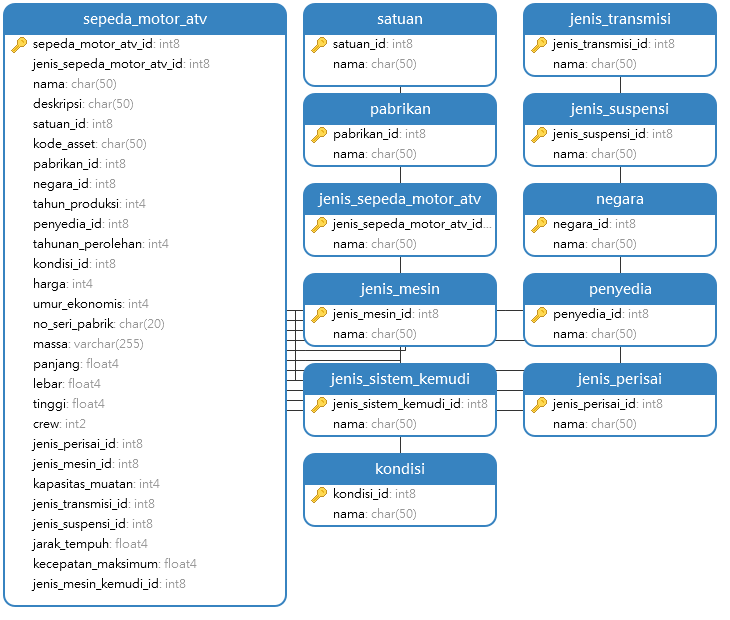 sepeda_motor_atv
sepeda_motor_atv_id: int8
jenis_sepeda_motor_atv_id: int8
nama: char(50)
deskripsi: char(50)
satuan_id: int8
kode_asset: char(50)
pabrikan_id: int8
negara_id: int8
tahun_produksi: int4
penyedia_id: int8
tahunan_perolehan: int4
kondisi_id: int8
harga: int4
umur_ekonomis: int4
no_seri_pabrik: char(20)
massa: varchar(255)
panjang: float4
lebar: float4
tinggi: float4
crew: int2
jenis_perisai_id: int8
jenis_mesin_id: int8
kapasitas_muatan: int4
jenis_transmisi_id: int8
jenis_suspensi_id: int8
jarak_tempuh: float4
kecepatan_maksimum: float4
jenis_mesin_kemudi_id: int8
satuan
satuan_id: int8
nama: char(50)
pabrikan
pabrikan_id: int8
nama: char(50)
jenis_sepeda_motor_atv
jenis_sepeda_motor_atv_id...
nama: char(50)
jenis_mesin
jenis_mesin_id: int8
nama: char(50)
jenis_sistem_kemudi
jenis_sistem_kemudi_id: int8
nama: char(50)
kondisi
kondisi_id: int8
nama: char(50)
jenis_transmisi
jenis_transmisi_id: int8
nama: char(50)
jenis_suspensi
jenis_suspensi_id: int8
nama: char(50)
negara
negara_id: int8
nama: char(50)
penyedia
penyedia_id: int8
nama: char(50)
jenis_perisai
jenis_perisai_id: int8
nama: char(50)